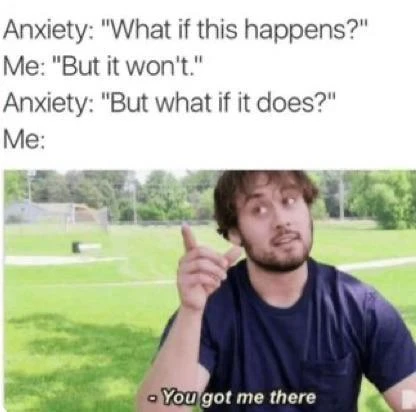 Anxiety: "What if this happens?"
Me: "But it won't."
Anxiety: "But what if it does?"
Me:
- You got me there